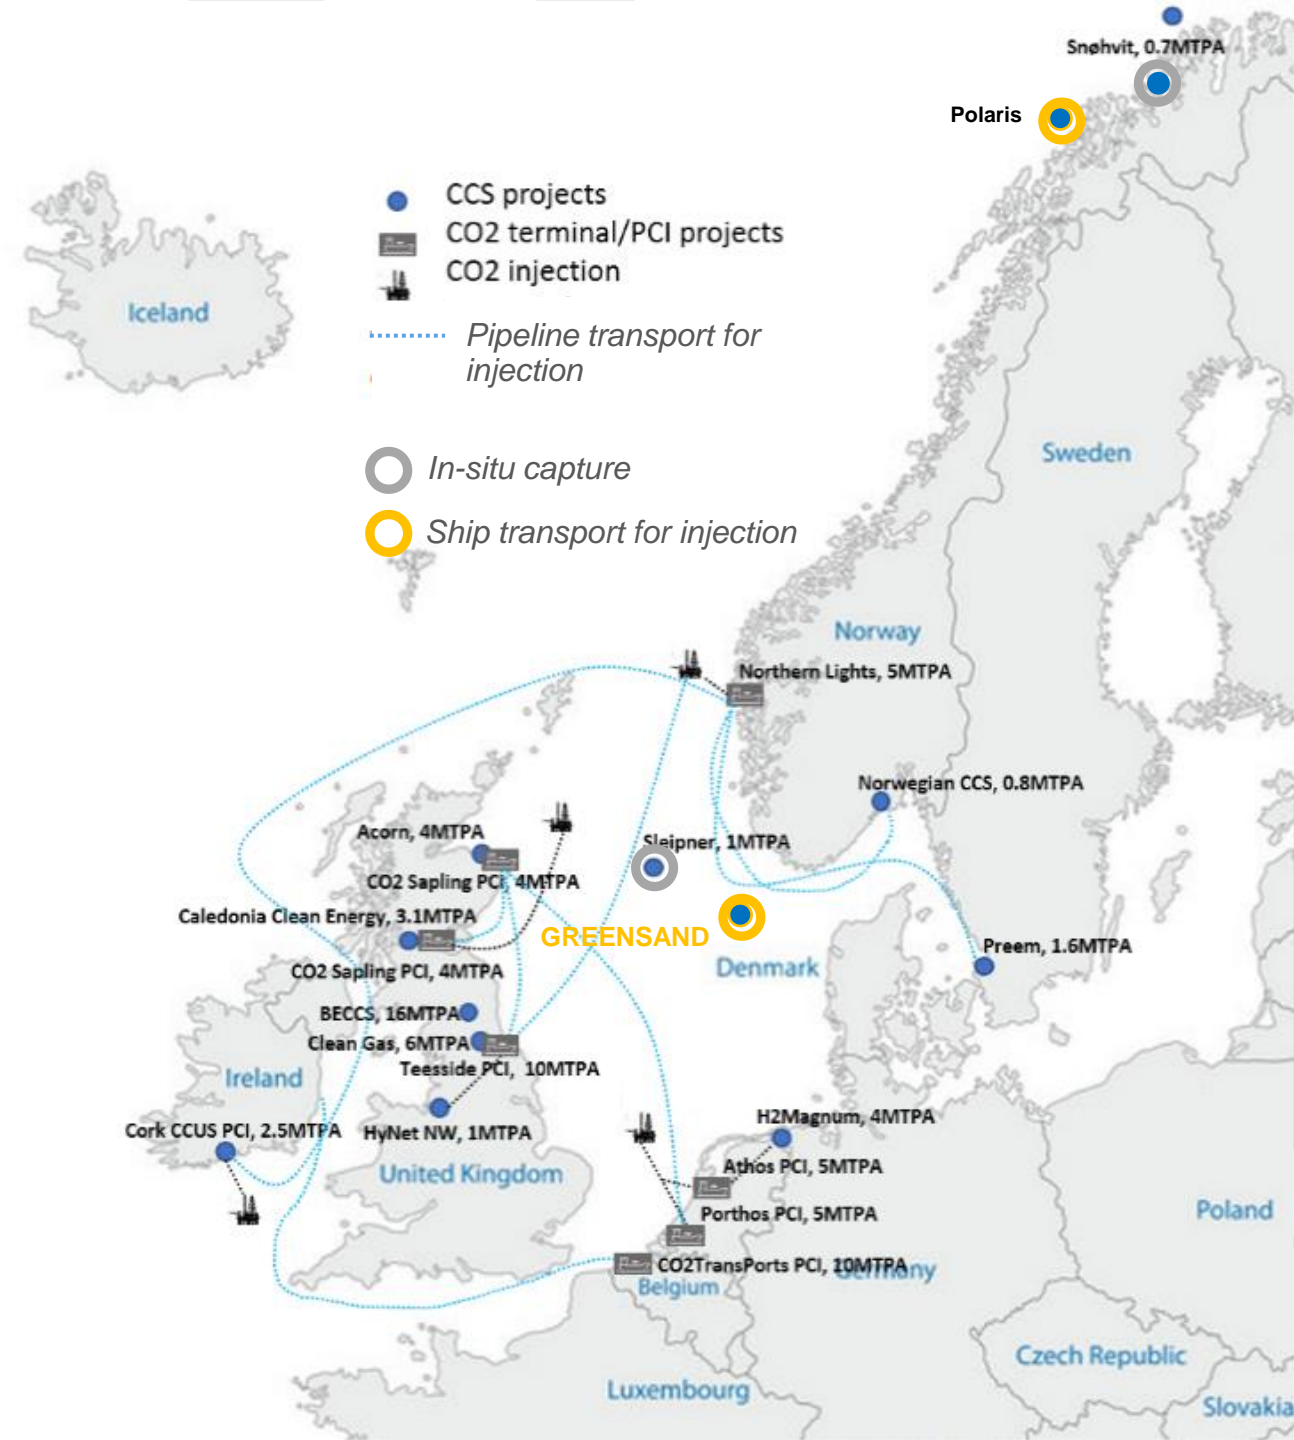 Snøhvit, 0.7MTPA
Polaris
CCS projects
CO2 terminal/PCI projects
CO2 injection
Iceland
Pipeline transport for
injection
Sweden
In-situ capture
Ship transport for injection
Norway
Northern Lights, 5MTPA
Norwegian CCS, 0.8MTPA
Acorn, 4MTPA
Sleipner, 1MTPA
CO2 Sapling PCI, 4MTPA
Caledonia Clean Energy, 3.1MTPA
GREENSAND
Preem, 1.6MTPA
Denmark
CO2 Sapling PCI, 4MTPA
BECCS, 16MTPA
Clean Gas, 6MTPA
Teesside PCI, 10MTPA
Ireland
H2Magnum, 4MTPA
Cork CCUS PCI, 2.5MTPA
HyNet NW, 1MTPA
Athos PCI, 5MTPA
United Kingdom
Porthos PCI, 5MTPA
Poland
CO2TransPorts PCI, 10MTPA
Germany
Belgium
Czech Republic
Luxembourg
Slovakia